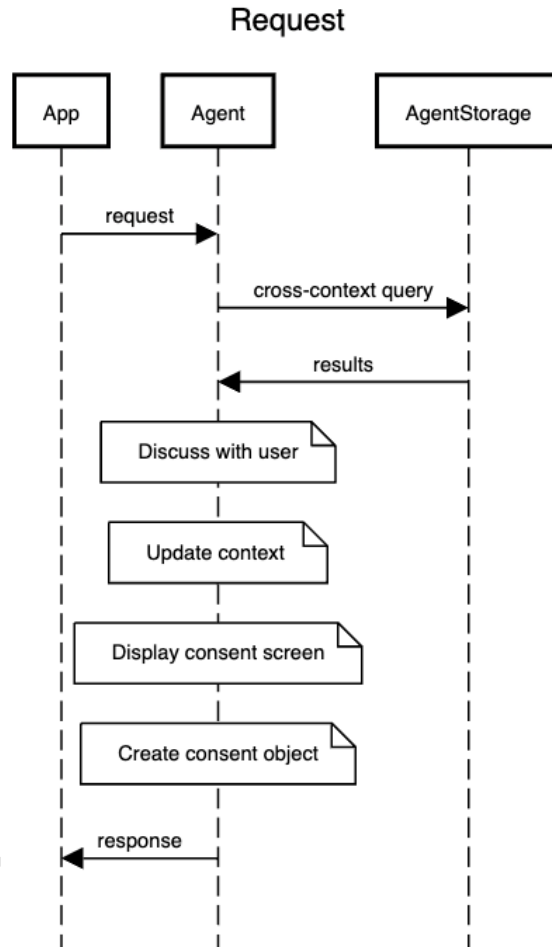 Request
App
Agent
AgentStorage
request
cross-context query
results
Discuss with user
Update context
Display consent screen
Create consent object
response